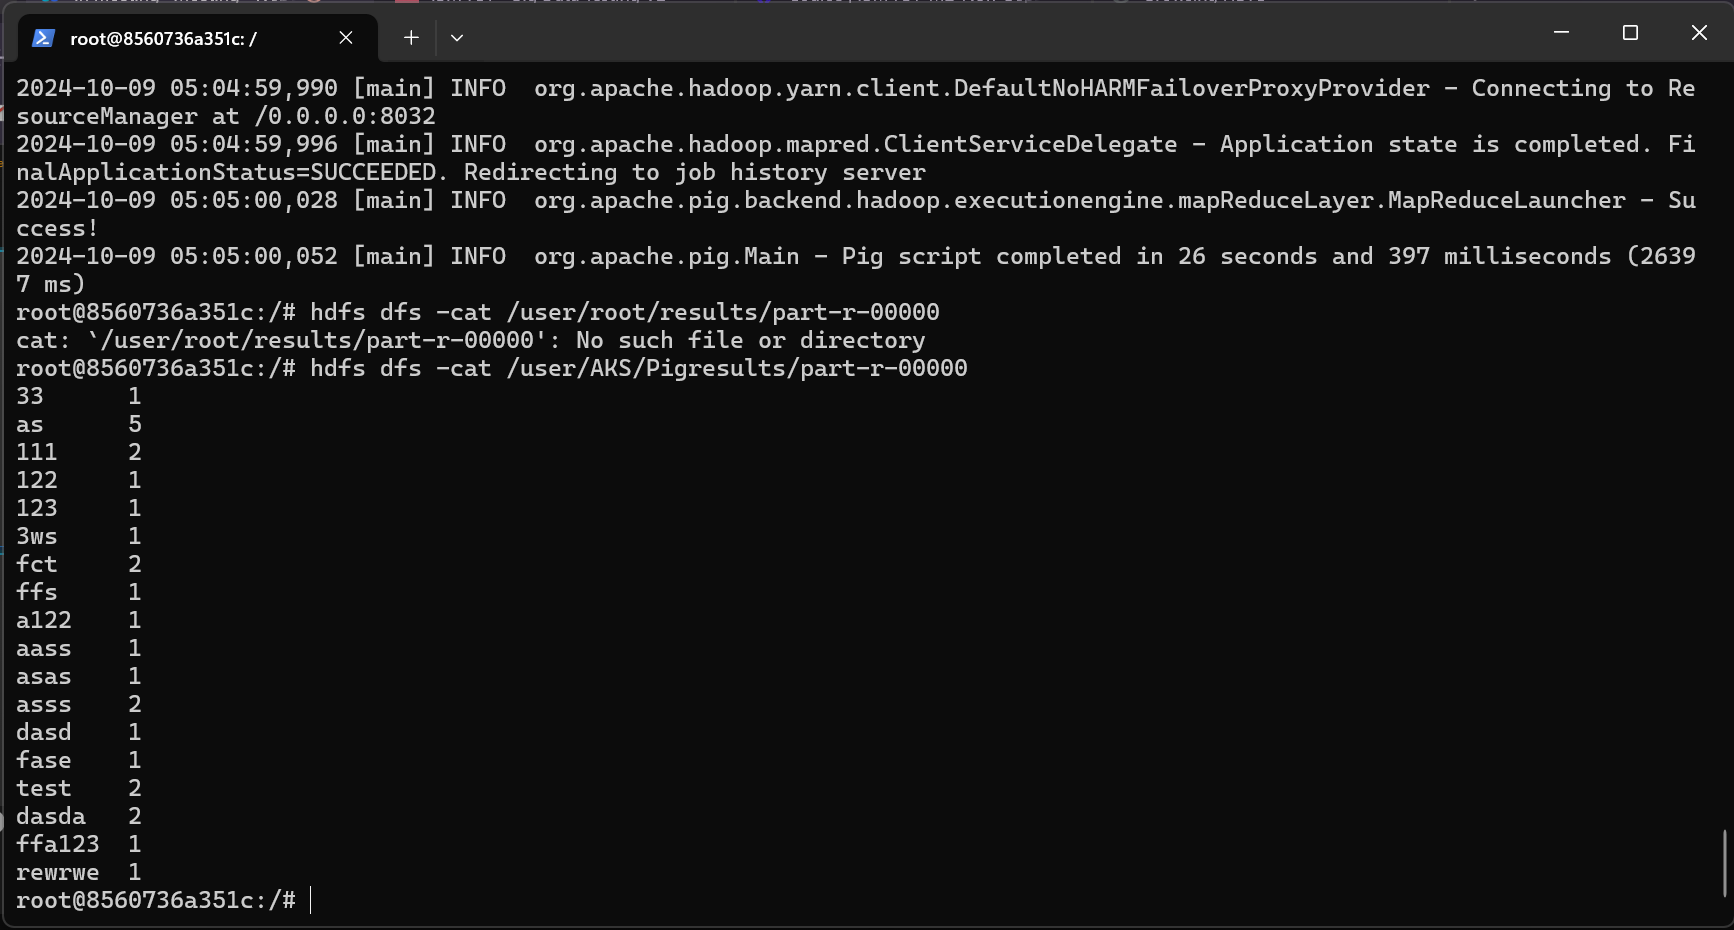 root@8560736a351c: /
2024-10-09 05:04:59,990 [main] INFO  org.apache.hadoop.yarn.client.DefaultNoHARMFailoverProxyProvider - Connecting to Re
sourceManager at /0.0.0.0:8032
2024-10-09 05:04:59,996 [main] INFO  org.apache.hadoop.mapred.ClientServiceDelegate - Application state is completed. Fi
nalApplicationStatus=SUCCEEDED. Redirecting to job history server
2024-10-09 05:05:00,028 [main] INFO  org.apache.pig.backend.hadoop.executionengine.mapReduceLayer.MapReduceLauncher - Su
ccess!
2024-10-09 05:05:00,052 [main] INFO  org.apache.pig.Main - Pig script completed in 26 seconds and 397 milliseconds (2639
7 ms)
root@8560736a351c:/# hdfs dfs -cat /user/root/results/part-r-00000
cat: `/user/root/results/part-r-00000': No such file or directory
root@8560736a351c:/# hdfs dfs -cat /user/AKS/Pigresults/part-r-00000
33      1
as      5
111     2
122     1
123     1
3ws     1
fct     2
ffs     1
a122    1
aass    1
asas    1
asss    2
dasd    1
fase    1
test    2
dasda   2
ffa123  1
rewrwe  1
root@8560736a351c:/#